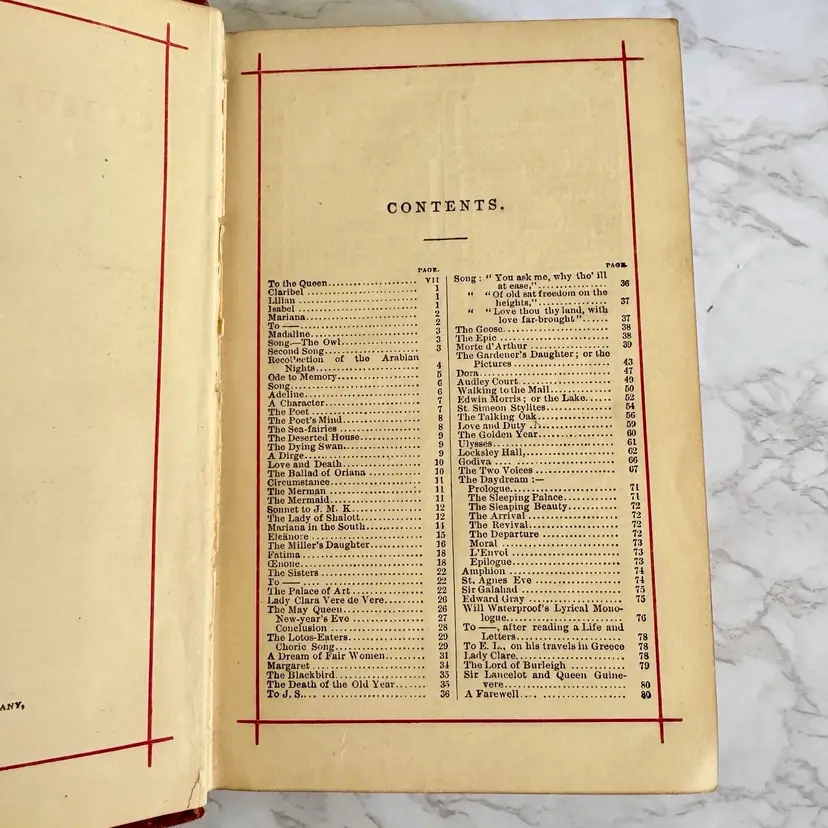 ANY,
CONTENTS.
PAGE.
To the Queen.................... VII
Claribel .......................... 1
Lilian ............................ 1
Isabel ............................ 1
Mariana.......................... 2
To —............................ 2
Madaline........................ 3
Song—The Owl................ 3
Second Song.................... 3
Recollection of the Arabian
Nights.......................... 4
Ode to Memory................ 5
Song.............................. 6
Adeline.......................... 6
A Character.................... 7
The Poet ........................ 7
The Poet's Mind................ 8
The Sea-fairies ................ 8
The Deserted House............ 9
The Dying Swan................ 9
A Dirge.......................... 9
Love and Death................ 10
The Ballad of Oriana .......... 10
Circumstance.................... 11
The Merman .................... 11
The Mermaid.................... 11
Sonnet to J. M. K. ............ 12
The Lady of Shalott............ 12
Mariana in the South.......... 14
Eleänore ........................ 15
The Miller's Daughter.......... 16
Fatima .......................... 18
Œnone .......................... 18
The Sisters ...................... 22
To — .......................... 22
The Palace of Art.............. 22
Lady Clara Vere de Vere...... 26
The May Queen................ 26
New-year's Eve .............. 27
Conclusion .................... 28
The Lotos-Eaters................ 29
Choric Song.................... 29
A Dream of Fair Women...... 31
Margaret ........................ 34
The Blackbird.................. 35
The Death of the Old Year.... 35
To J. S.......................... 36
PAGE.
Song: "You ask me, why tho' ill
at ease,"................ 36
" "Of old sat freedom on the
heights,".............. 37
" "Love thou thy land, with
love far-brought"...... 37
The Goose........................ 38
The Epic ........................ 38
Morte d'Arthur ................ 39
The Gardener's Daughter; or the
Pictures........................ 43
Dora.............................. 47
Audley Court.................... 49
Walking to the Mail............ 50
Edwin Morris; or the Lake.... 52
St. Simeon Stylites............ 54
The Talking Oak................ 56
Love and Duty .................. 59
The Golden Year................ 60
Ulysses............................ 61
Locksley Hall,.................. 62
Godiva .......................... 66
The Two Voices ................ 67
The Daydream :—
Prologue........................ 71
The Sleeping Palace.......... 71
The Sleaping Beauty.......... 72
The Arrival .................... 72
The Revival.................... 72
The Departure ................ 72
Moral .......................... 73
L'Envoi ........................ 73
Epilogue........................ 73
Amphion ........................ 74
St. Agnes Eve .................. 74
Sir Galahad .................... 75
Edward Gray .................. 75
Will Waterproof's Lyrical Mono-
logue............................ 76
To —, after reading a Life and
Letters.......................... 78
To E. L., on his travels in Greece 78
Lady Clare...................... 78
The Lord of Burleigh .......... 79
Sir Lancelot and Queen Guine-
vere.............................. 80
A Farewell...................... 80